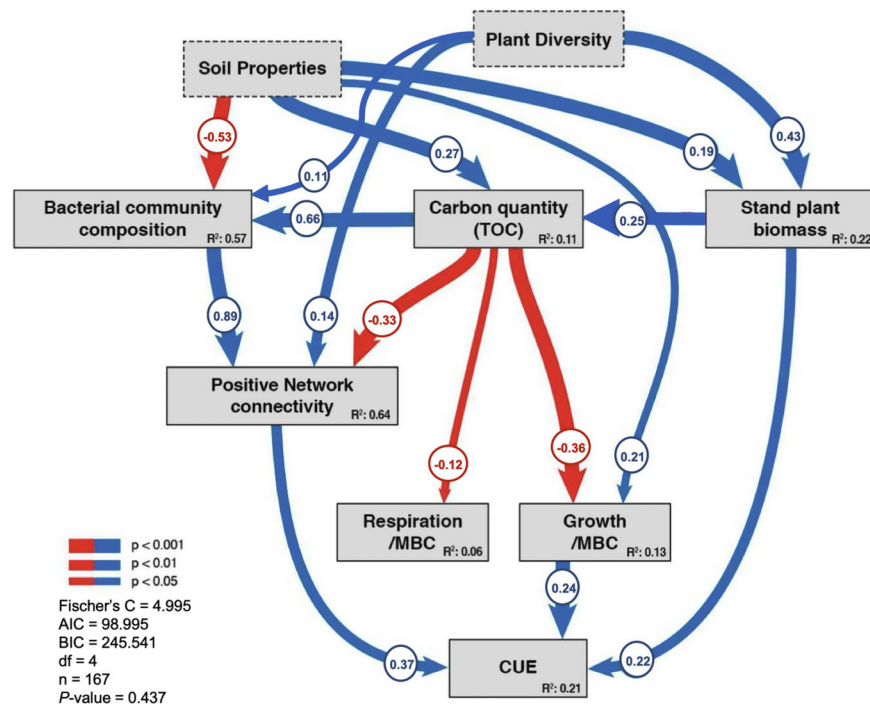 Plant Diversity
Soil Properties
-0.53
0.11
0.27
0.19
0.43
Bacterial community
composition
R²: 0.57
0.66
Carbon quantity
(TOC)
R²: 0.11
0.25
Stand plant
biomass
R²: 0.22
0.89
0.14
-0.33
Positive Network
connectivity
R²: 0.64
-0.12
-0.36
0.21
Respiration
/MBC
R²: 0.06
Growth
/MBC
R²: 0.13
p < 0.001
p < 0.01
p < 0.05
Fischer's C = 4.995
AIC = 98.995
BIC = 245.541
df = 4
n = 167
P-value = 0.437
0.24
0.37
0.22
CUE
R²: 0.21